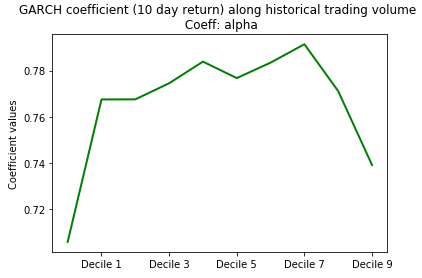 GARCH coefficient (10 day return) along historical trading volume
Coeff: alpha
Coefficient values
0.78
0.76
0.74
0.72
Decile 1 Decile 3 Decile 5 Decile 7 Decile 9